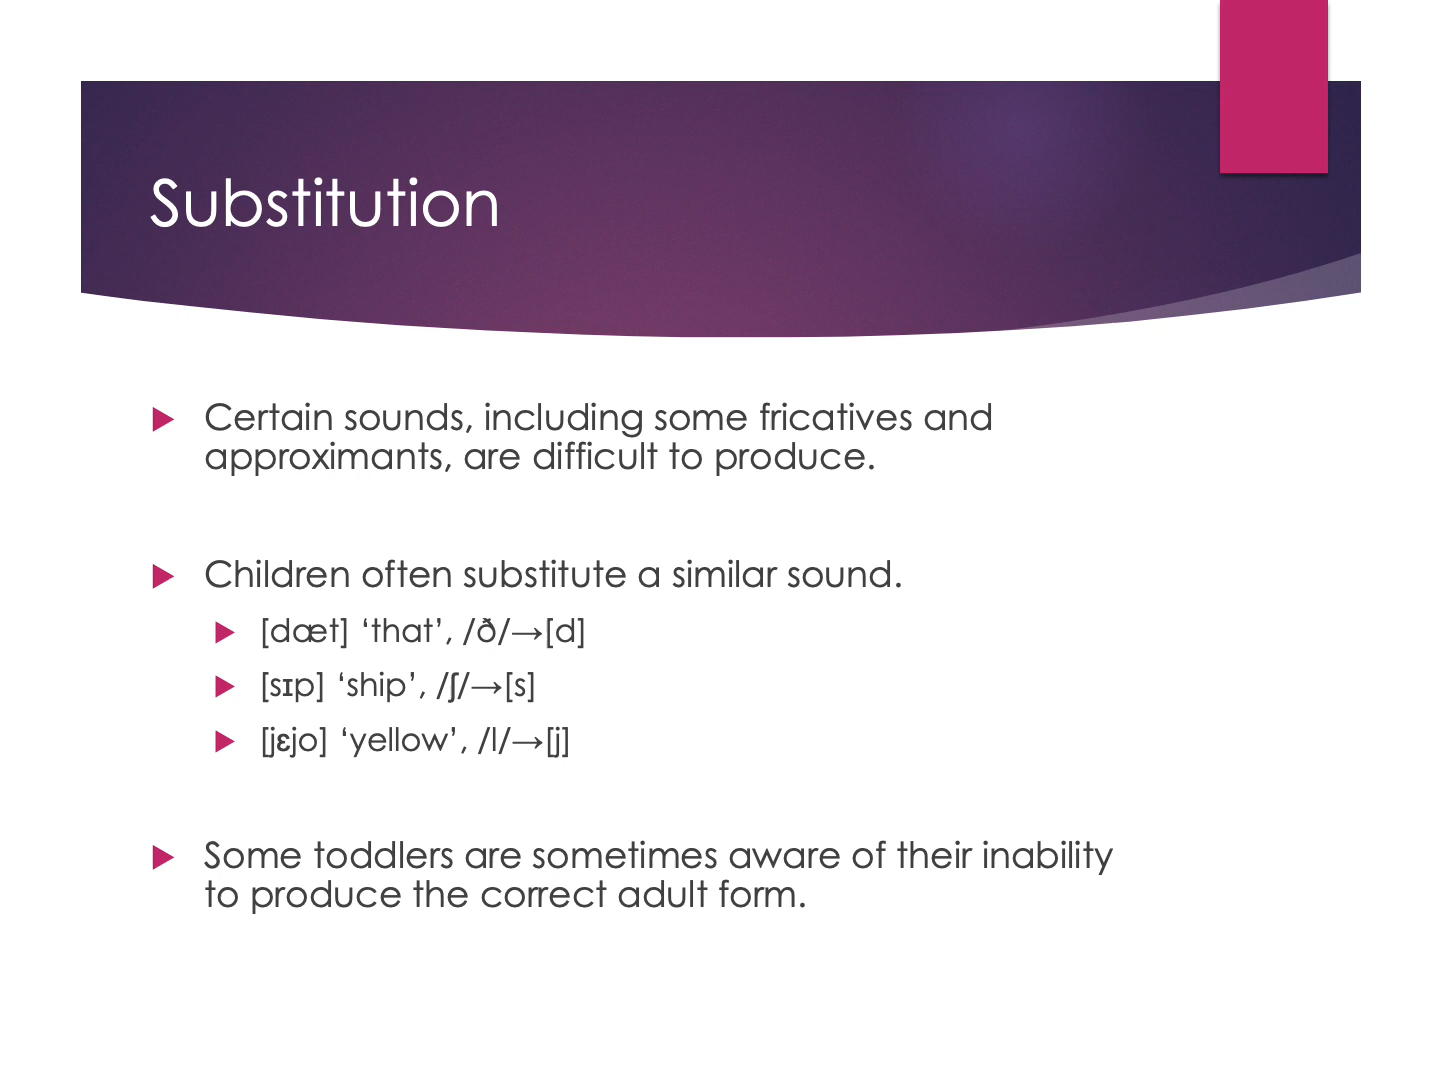 Substitution
Certain sounds, including some fricatives and
approximants, are difficult to produce.
Children often substitute a similar sound.
[dæt] ‘that’, /ð/→[d]
[sɪp] ‘ship’, /ʃ/→[s]
[jɛjo] ‘yellow’, /l/→[j]
Some toddlers are sometimes aware of their inability
to produce the correct adult form.